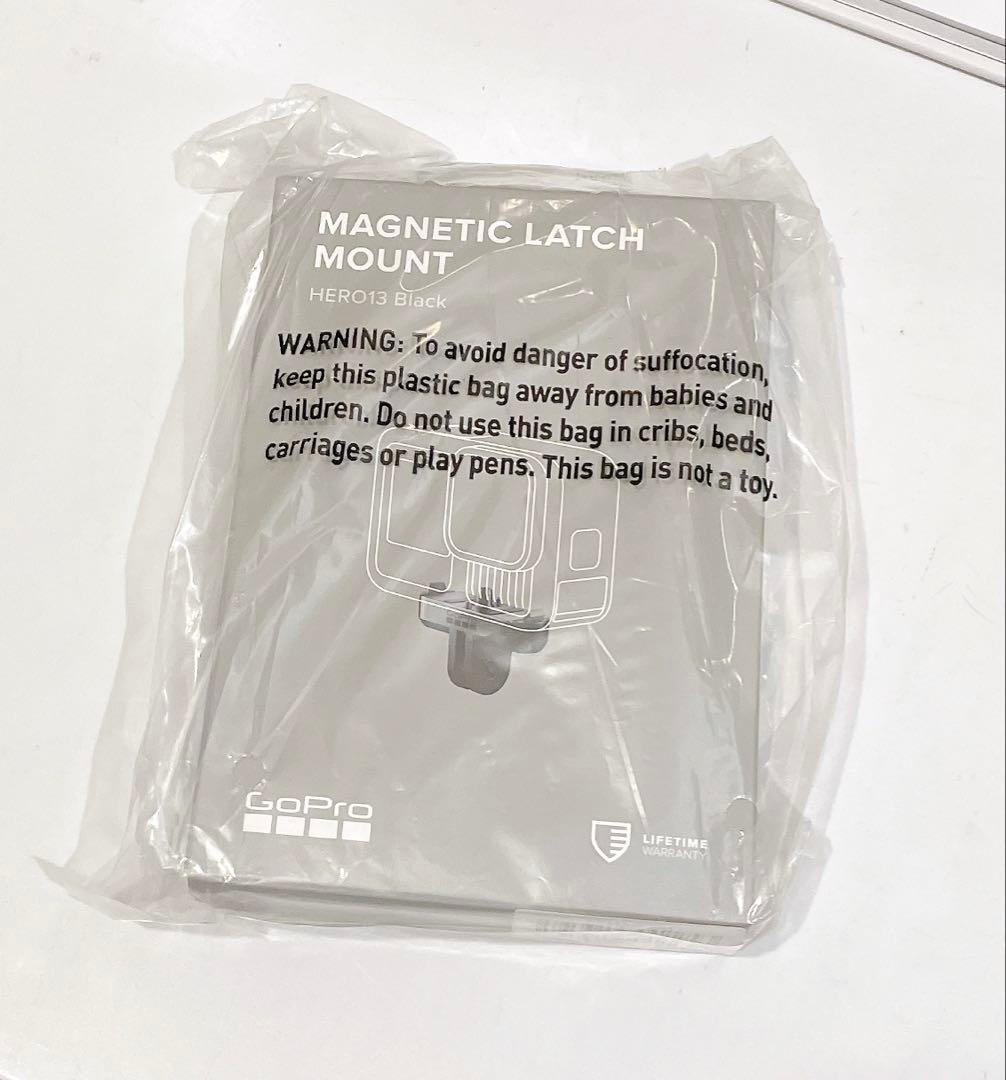 MAGNETIC LATCH
MOUNT
HERO13 Black
WARNING: To avoid danger of suffocation,
keep this plastic bag away from babies and
children. Do not use this bag in cribs, beds,
carriages or play pens. This bag is not a toy.
GoPro
LIFETIME
WARRANTY